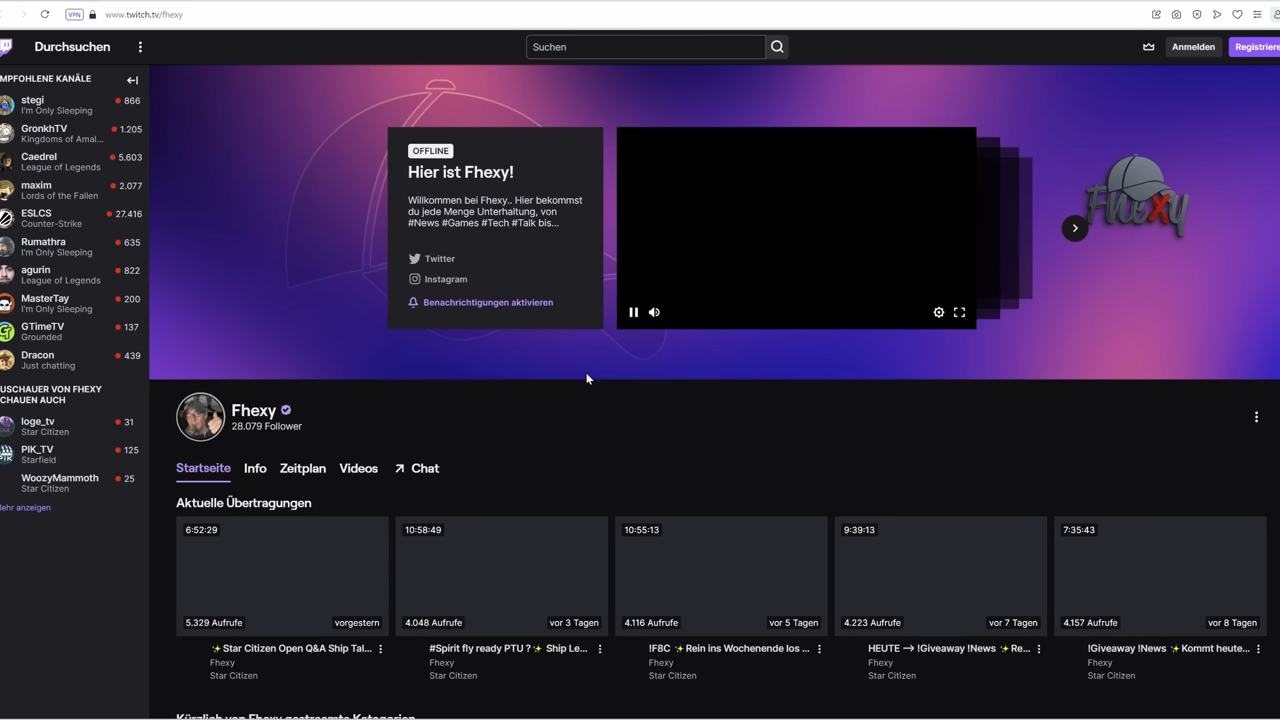 VPN
www.twitch.tv/fhexy
Durchsuchen
Suchen
Anmelden
Registriere
MPFOHLENE KANÄLE
stegi
866
I'm Only Sleeping
GronkhTV
1.205
Kingdoms of Amal...
Caedrel
5.603
League of Legends
maxim
2.077
Lords of the Fallen
ESLCS
27.416
Counter-Strike
Rumathra
635
I'm Only Sleeping
agurin
822
League of Legends
MasterTay
200
I'm Only Sleeping
GTimeTV
137
Grounded
Dracon
439
Just chatting
USCHAUER VON FHEXY
CHAUEN AUCH
loge_tv
31
Star Citizen
PIK_TV
125
Starfield
WoozyMammoth
25
Star Citizen
ehr anzeigen
OFFLINE
Hier ist Fhexy!
Willkommen bei Fhexy.. Hier bekommst
du jede Menge Unterhaltung, von
#News #Games #Tech #Talk bis...
Twitter
Instagram
Benachrichtigungen aktivieren
Fhexy
Fhexy
28.079 Follower
Startseite Info Zeitplan Videos Chat
Aktuelle Übertragungen
6:52:29
5.329 Aufrufe
vorgestern
✨Star Citizen Open Q&A Ship Tal...
Fhexy
Star Citizen
10:58:49
4.048 Aufrufe
vor 3 Tagen
#Spirit fly ready PTU ?✨ Ship Le...
Fhexy
Star Citizen
10:55:13
4.116 Aufrufe
vor 5 Tagen
!F8C ✨Rein ins Wochenende los ...
Fhexy
Star Citizen
9:39:13
4.223 Aufrufe
vor 7 Tagen
HEUTE --> !Giveaway !News ✨Re...
Fhexy
Star Citizen
7:35:43
4.157 Aufrufe
vor 8 Tagen
!Giveaway !News ✨Kommt heute...
Fhexy
Star Citizen
Kürzlich von Fhexy gestreamte Kategorien